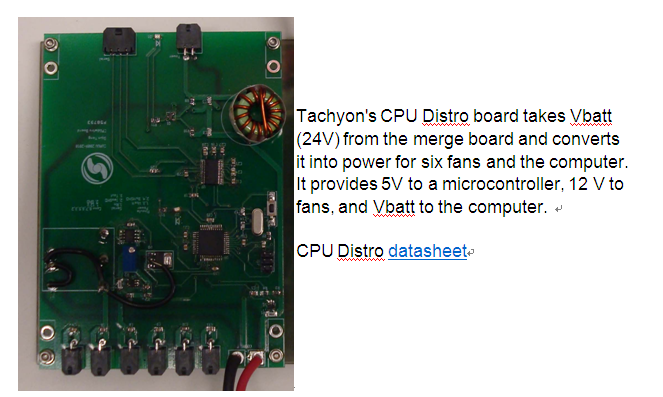 Tachyon's CPU Distro board takes Vbatt
(24V) from the merge board and converts
it into power for six fans and the computer.
It provides 5V to a microcontroller, 12 V to
fans, and Vbatt to the computer.
CPU Distro datasheet